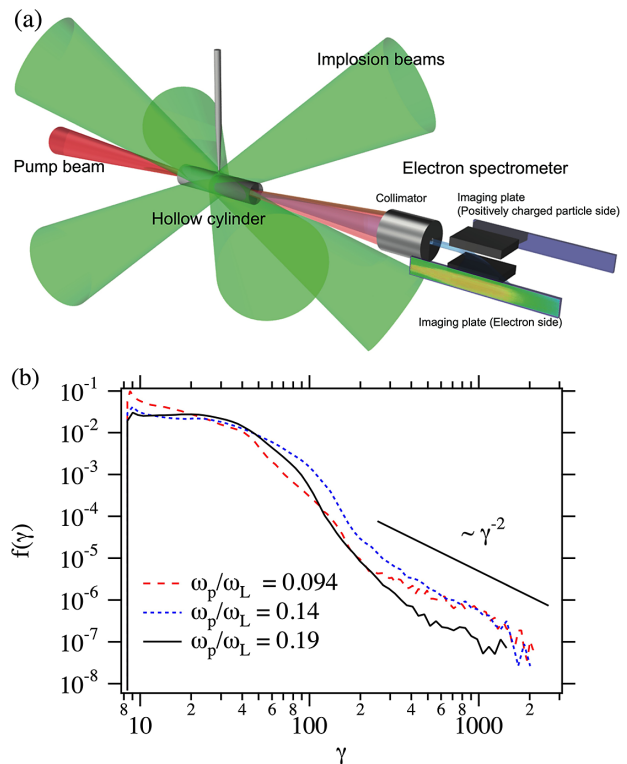 (a)
Implosion beams
Pump beam
Electron spectrometer
Collimator
Imaging plate
(Positively charged particle side)
Hollow cylinder
Imaging plate (Electron side)
(b)
10⁻¹
10⁻²
10⁻³
10⁻⁴
10⁻⁵
10⁻⁶
10⁻⁷
10⁻⁸
f(γ)
~ γ⁻²
ωₚ/ω_L = 0.094
ωₚ/ω_L = 0.14
ωₚ/ω_L = 0.19
8 10 2 4 6 8 100 2 4 6 8 1000 2
γ